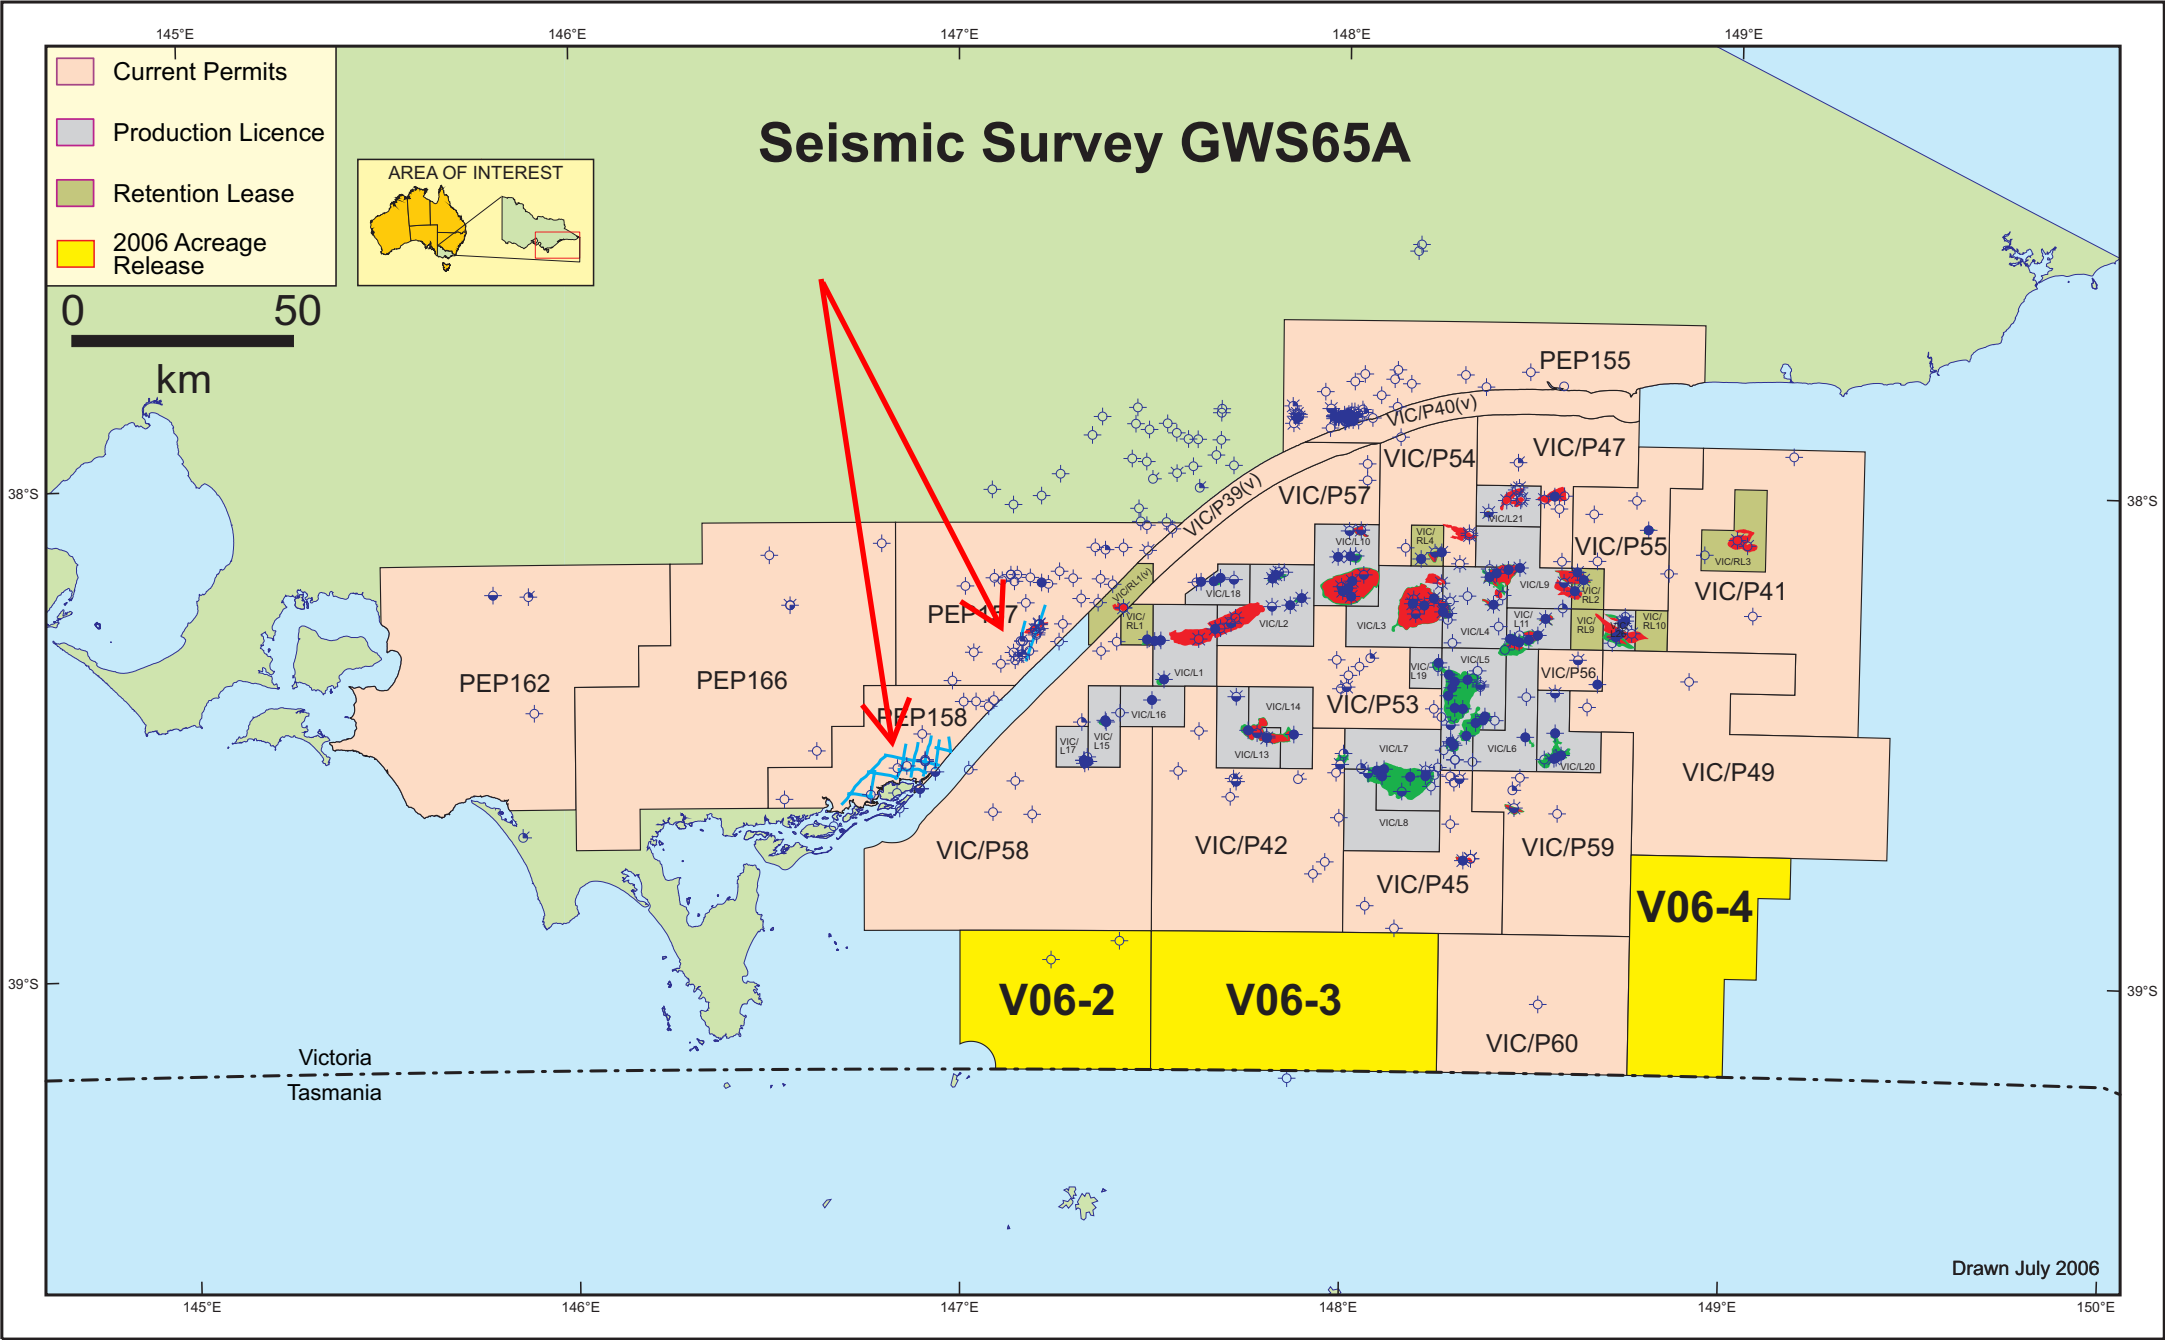 145°E
146°E
147°E
148°E
149°E
Current Permits
Production Licence
Retention Lease
2006 Acreage
Release
0
50
km
AREA OF INTEREST
Seismic Survey GWS65A
38°S
38°S
39°S
39°S
PEP155
VIC/P40(v)
VIC/P39(v)
VIC/P54
VIC/P47
VIC/P57
VIC/L21
VIC/L10
VIC/
RL4
VIC/P55
VIC/RL3
VIC/P41
VIC/RL1(v)
VIC/L18
VIC/L9
VIC/
RL2
PEP157
VIC/
RL1
VIC/L2
VIC/L3
VIC/L4
VIC/
L11
VIC/
RL9
VIC/
RL10
PEP162
PEP166
VIC/L1
VIC/
L19
VIC/L5
VIC/P56
PEP158
VIC/L16
VIC/L14
VIC/P53
VIC/
L17
VIC/
L15
VIC/L13
VIC/L7
VIC/L6
VIC/L20
VIC/P49
VIC/L8
VIC/P58
VIC/P42
VIC/P59
VIC/P45
V06-4
V06-2
V06-3
VIC/P60
Victoria
Tasmania
Drawn July 2006
145°E
146°E
147°E
148°E
149°E
150°E